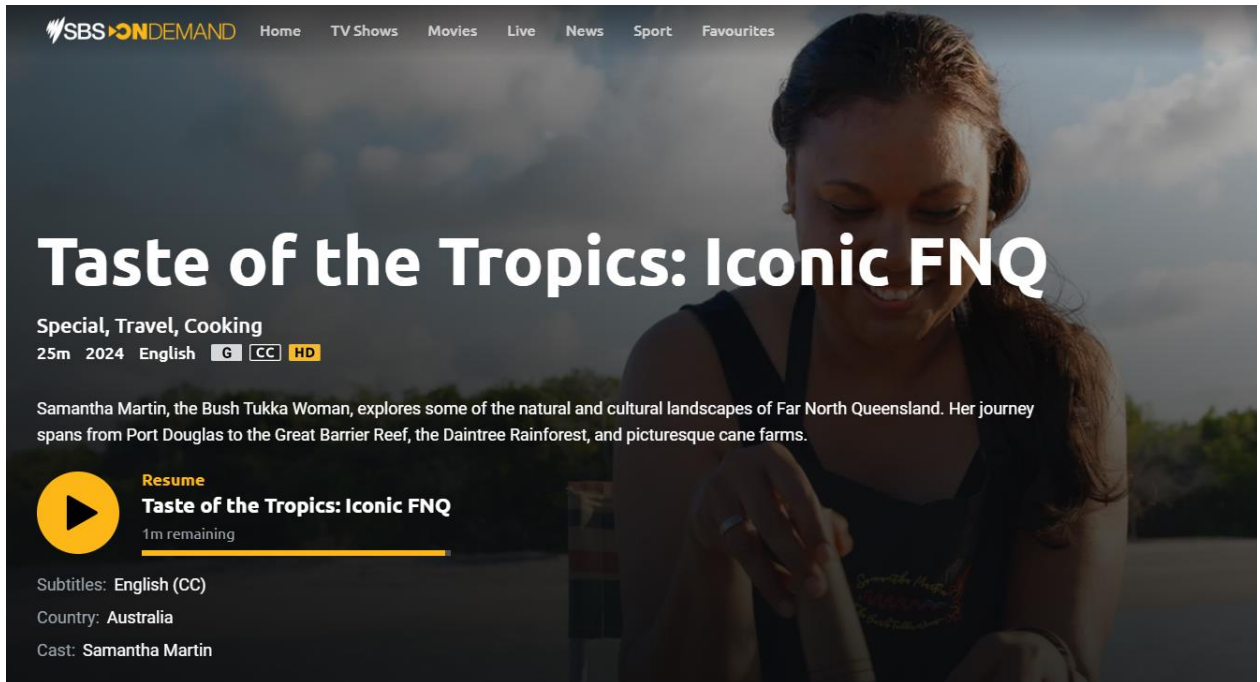 SBS ONDEMAND Home TV Shows Movies Live News Sport Favourites
Taste of the Tropics: Iconic FNQ
Special, Travel, Cooking
25m 2024 English G CC HD
Samantha Martin, the Bush Tukka Woman, explores some of the natural and cultural landscapes of Far North Queensland. Her journey
spans from Port Douglas to the Great Barrier Reef, the Daintree Rainforest, and picturesque cane farms.
Resume
Taste of the Tropics: Iconic FNQ
1m remaining
Subtitles: English (CC)
Country: Australia
Cast: Samantha Martin
Samantha Martin